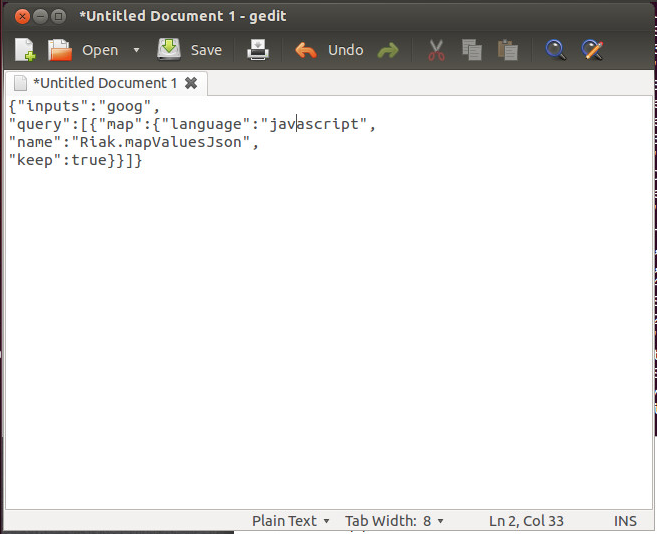 *Untitled Document 1 - gedit
Open Save Undo
*Untitled Document 1
{"inputs":"goog",
"query":[{"map":{"language":"javascript",
"name":"Riak.mapValuesJson",
"keep":true}}]}
Plain Text Tab Width: 8 Ln 2, Col 33 INS